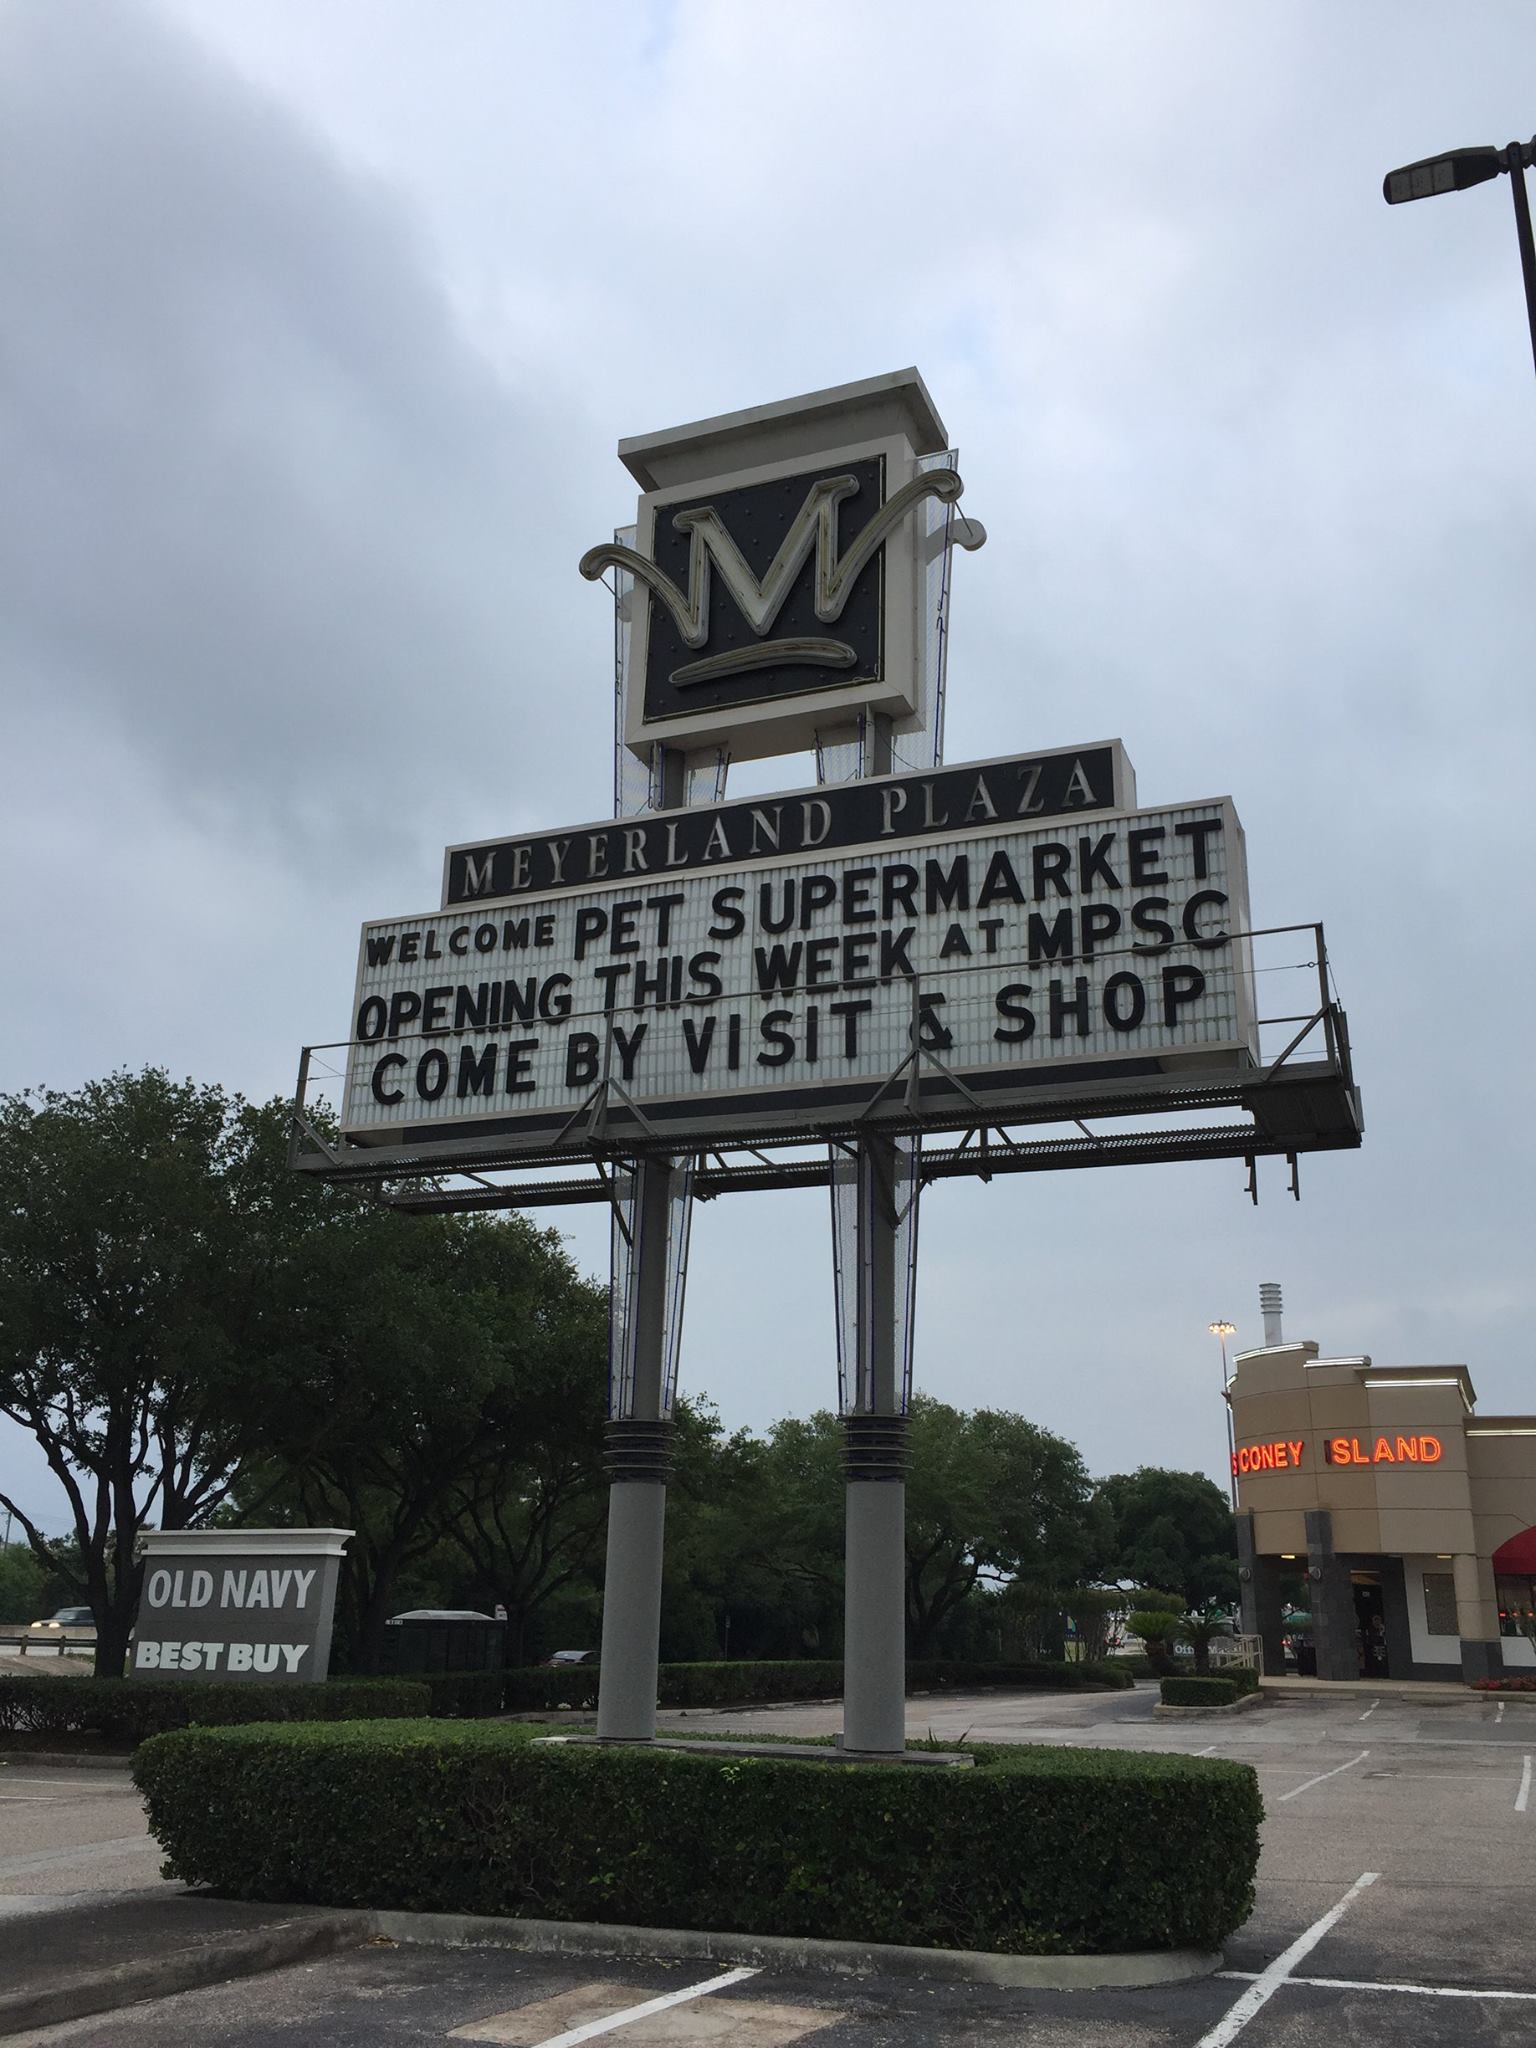 M
MEYERLAND PLAZA
WELCOME PET SUPERMARKET
OPENING THIS WEEK AT MPSC
COME BY VISIT & SHOP
OLD NAVY
BEST BUY
S CONEY ISLAND